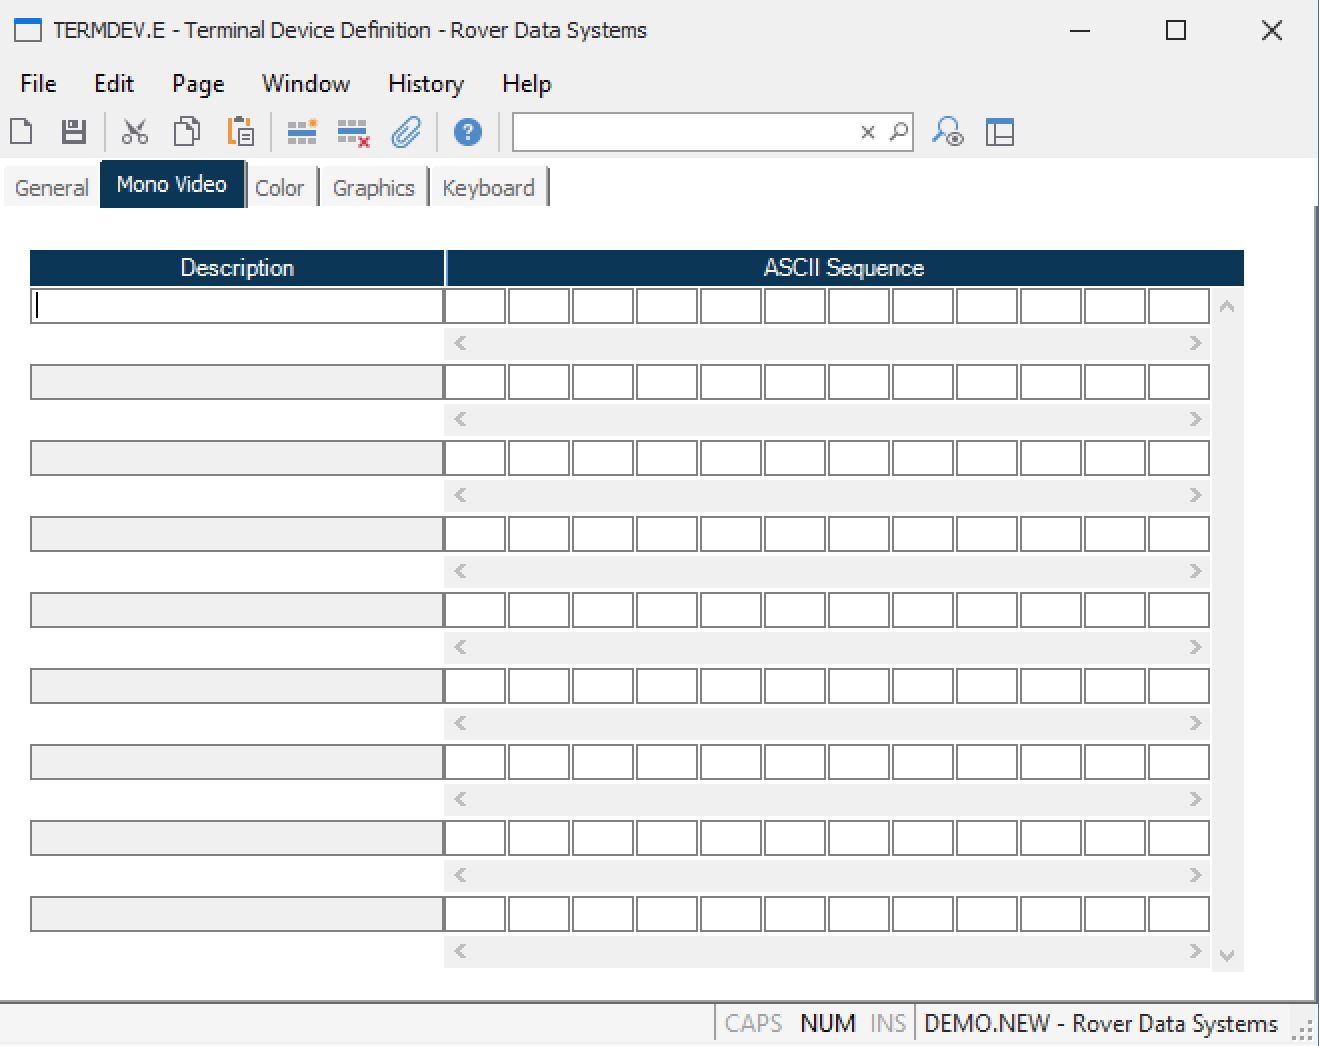 TERMDEV.E - Terminal Device Definition - Rover Data Systems
File Edit Page Window History Help
General Mono Video Color Graphics Keyboard
Description ASCII Sequence
CAPS NUM INS DEMO.NEW - Rover Data Systems